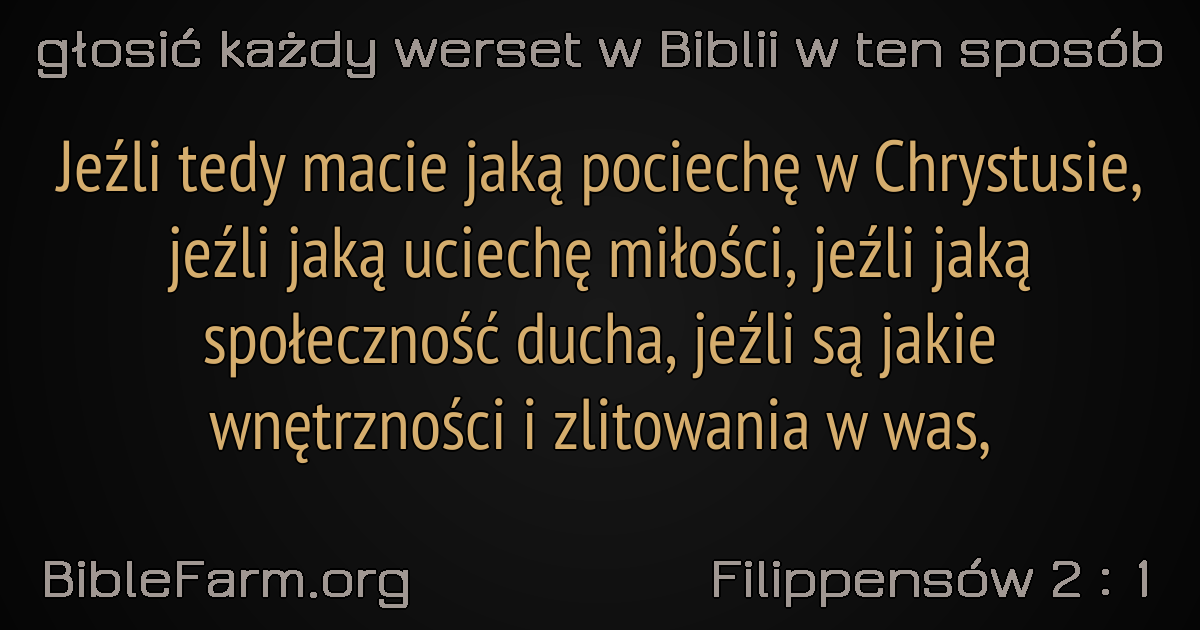 głosić każdy werset w Biblii w ten sposób
Jeźli tedy macie jaką pociechę w Chrystusie,
jeźli jaką uciechę miłości, jeźli jaką
społeczność ducha, jeźli są jakie
wnętrzności i zlitowania w was,
BibleFarm.org
Filippensów 2 : 1